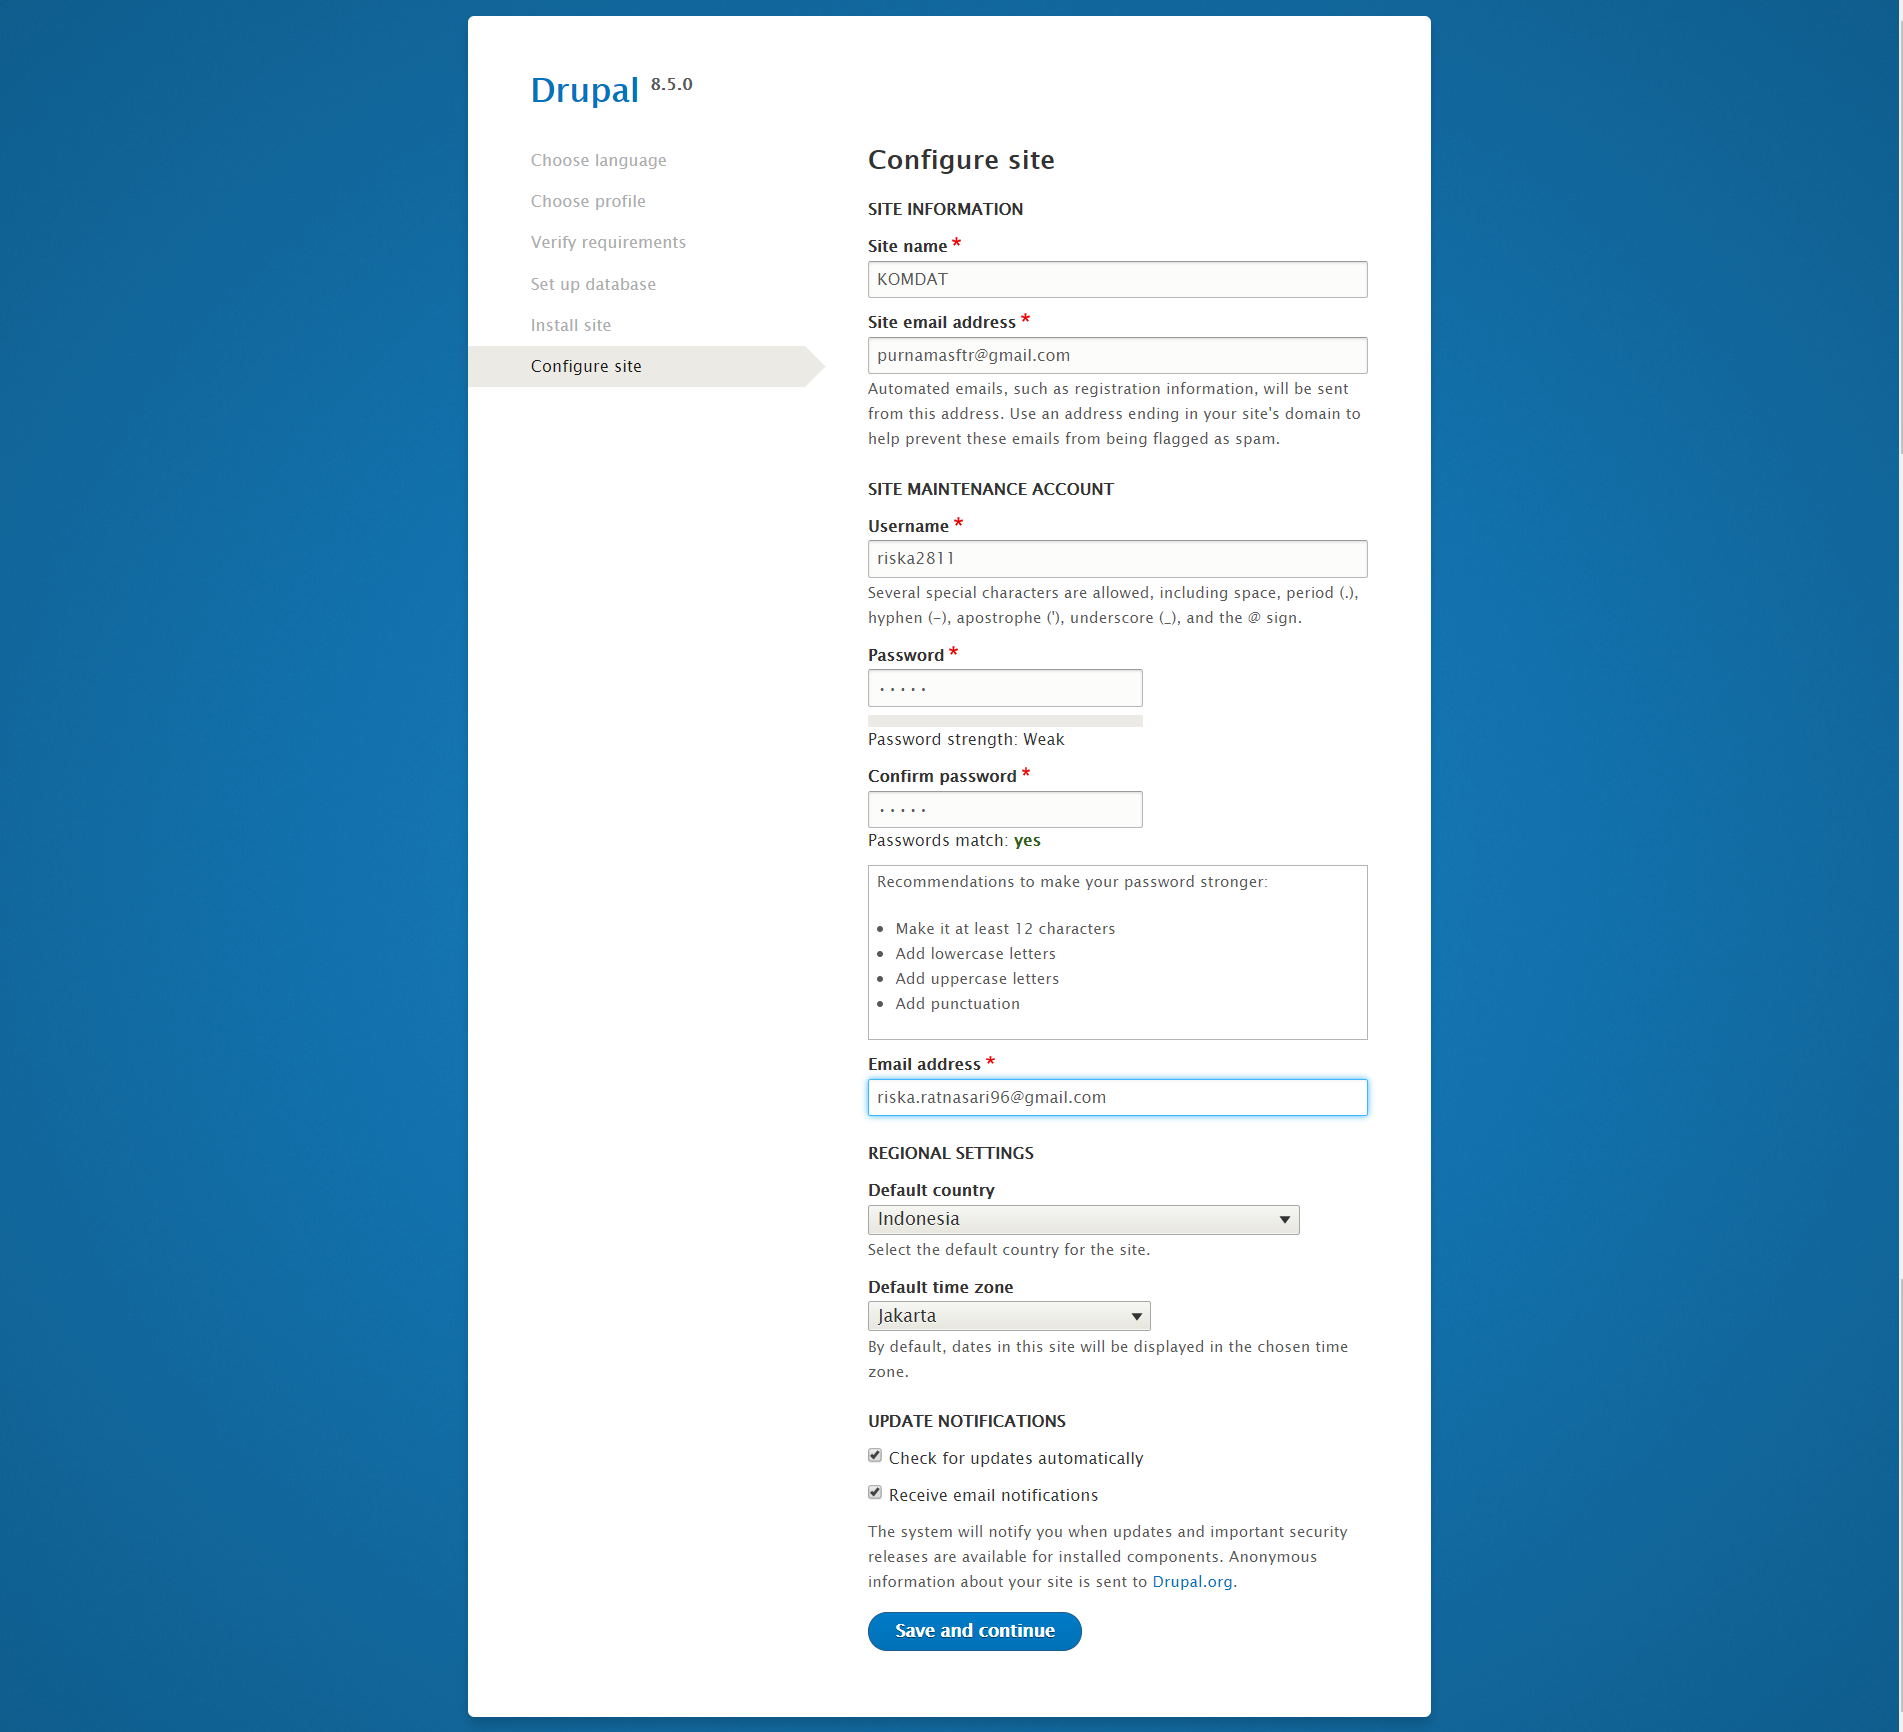 Drupal 8.5.0
Choose language
Choose profile
Verify requirements
Set up database
Install site
Configure site
Configure site
SITE INFORMATION
Site name *
KOMDAT
Site email address *
purnamasftr@gmail.com
Automated emails, such as registration information, will be sent
from this address. Use an address ending in your site's domain to
help prevent these emails from being flagged as spam.
SITE MAINTENANCE ACCOUNT
Username *
riska2811
Several special characters are allowed, including space, period (.),
hyphen (-), apostrophe ('), underscore (_), and the @ sign.
Password *
·····
Password strength: Weak
Confirm password *
·····
Passwords match: yes
Recommendations to make your password stronger:
• Make it at least 12 characters
• Add lowercase letters
• Add uppercase letters
• Add punctuation
Email address *
riska.ratnasari96@gmail.com
REGIONAL SETTINGS
Default country
Indonesia
Select the default country for the site.
Default time zone
Jakarta
By default, dates in this site will be displayed in the chosen time
zone.
UPDATE NOTIFICATIONS
Check for updates automatically
Receive email notifications
The system will notify you when updates and important security
releases are available for installed components. Anonymous
information about your site is sent to Drupal.org.
Save and continue